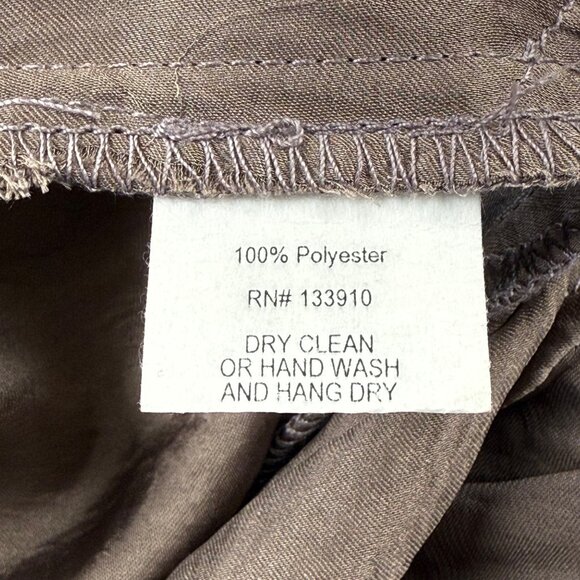 100% Polyester
RN# 133910
DRY CLEAN
OR HAND WASH
AND HANG DRY